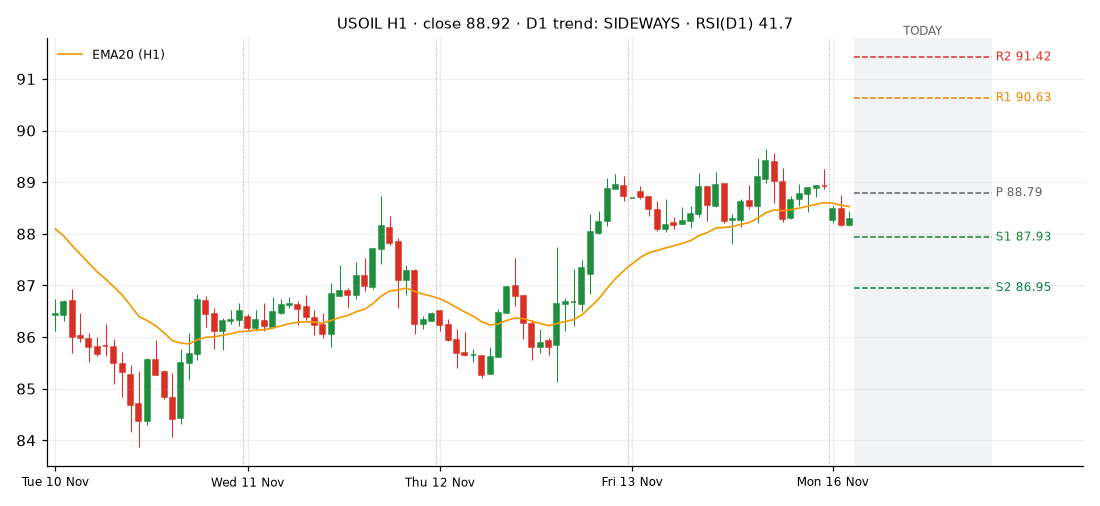 USOIL H1 · close 88.92 · D1 trend: SIDEWAYS · RSI(D1) 41.7
TODAY
EMA20 (H1)
R2 91.42
91
R1 90.63
90
89
P 88.79
88
S1 87.93
87
S2 86.95
86
85
84
Tue 10 Nov
Wed 11 Nov
Thu 12 Nov
Fri 13 Nov
Mon 16 Nov